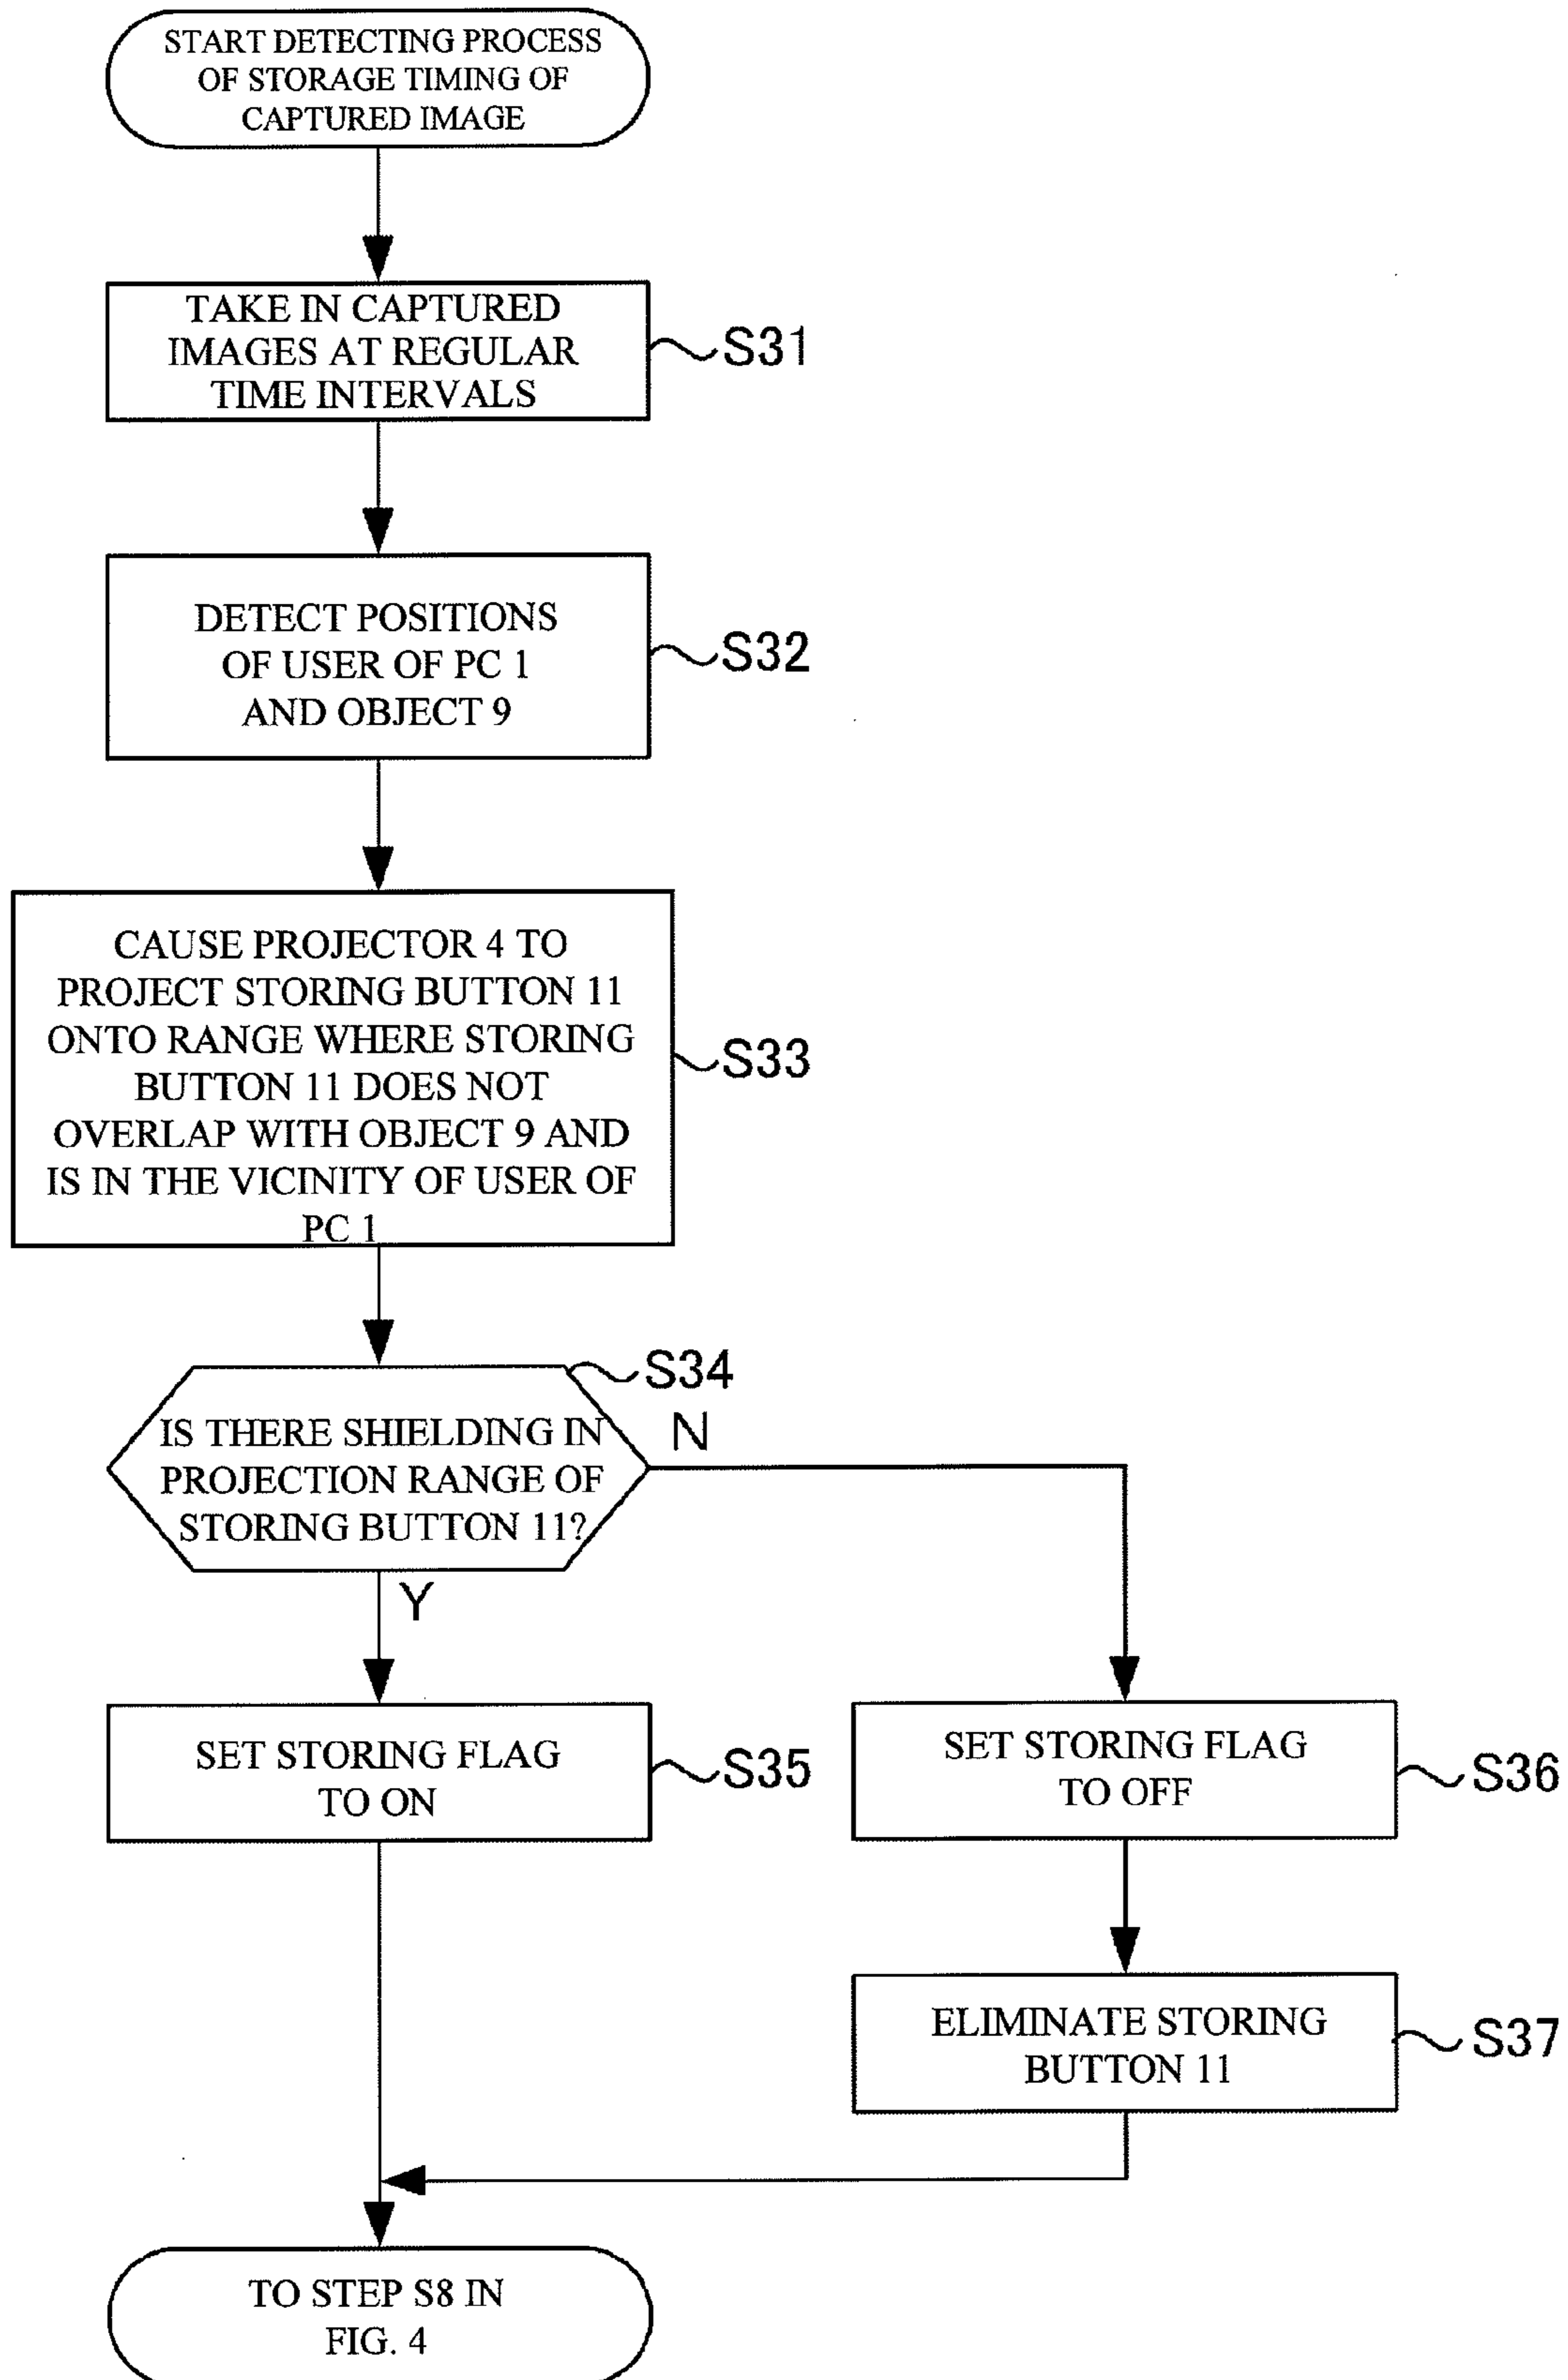 START DETECTING PROCESS
OF STORAGE TIMING OF
CAPTURED IMAGE
TAKE IN CAPTURED
IMAGES AT REGULAR
TIME INTERVALS
S31
DETECT POSITIONS
OF USER OF PC 1
AND OBJECT 9
S32
CAUSE PROJECTOR 4 TO
PROJECT STORING BUTTON 11
ONTO RANGE WHERE STORING
BUTTON 11 DOES NOT
OVERLAP WITH OBJECT 9 AND
IS IN THE VICINITY OF USER OF
PC 1
S33
S34
IS THERE SHIELDING IN
PROJECTION RANGE OF
STORING BUTTON 11?
N
Y
SET STORING FLAG
TO ON
S35
SET STORING FLAG
TO OFF
S36
ELIMINATE STORING
BUTTON 11
S37
TO STEP S8 IN
FIG. 4